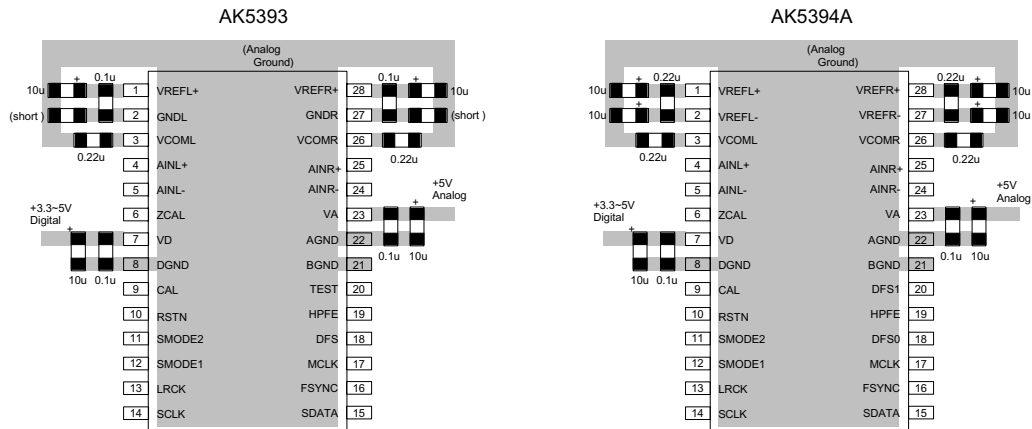 AK5393
(Analog
Ground)
10u
+
0.1u
0.1u
+
10u
(short )
(short )
0.22u
0.22u
1 VREFL+
2 GNDL
3 VCOML
4 AINL+
5 AINL-
6 ZCAL
7 VD
8 DGND
9 CAL
10 RSTN
11 SMODE2
12 SMODE1
13 LRCK
14 SCLK
VREFR+ 28
GNDR 27
VCOMR 26
AINR+ 25
AINR- 24
VA 23
AGND 22
BGND 21
TEST 20
HPFE 19
DFS 18
MCLK 17
FSYNC 16
SDATA 15
+5V
Analog
+
0.1u 10u
+3.3~5V
Digital
+
10u 0.1u
AK5394A
(Analog
Ground)
10u
+
0.22u
0.22u
+
10u
10u
+
+
10u
0.22u
0.22u
1 VREFL+
2 VREFL-
3 VCOML
4 AINL+
5 AINL-
6 ZCAL
7 VD
8 DGND
9 CAL
10 RSTN
11 SMODE2
12 SMODE1
13 LRCK
14 SCLK
VREFR+ 28
VREFR- 27
VCOMR 26
AINR+ 25
AINR- 24
VA 23
AGND 22
BGND 21
DFS1 20
HPFE 19
DFS0 18
MCLK 17
FSYNC 16
SDATA 15
+5V
Analog
+
0.1u 10u
+3.3~5V
Digital
+
10u 0.1u